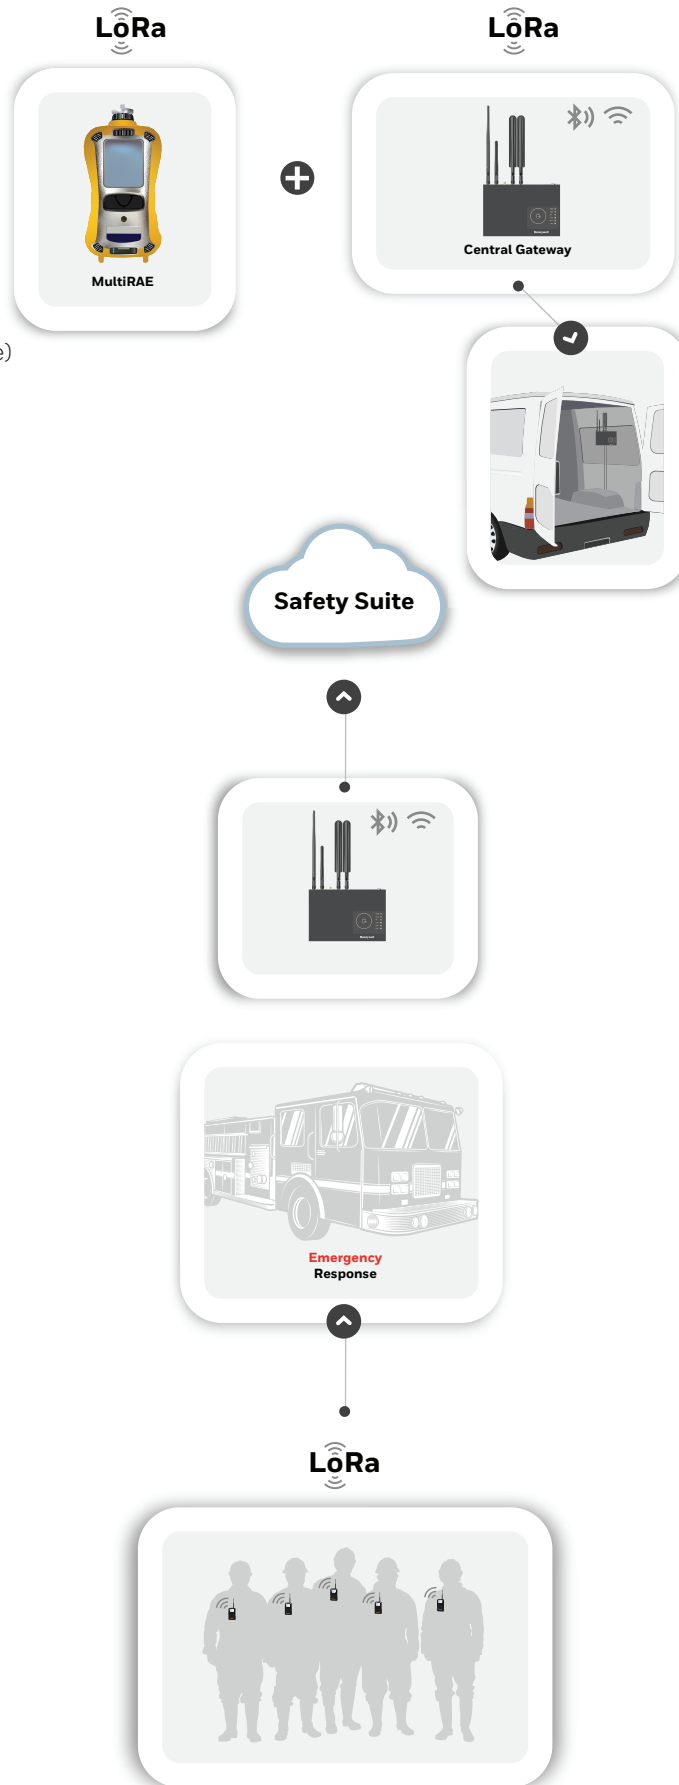 LoRa
LoRa
MultiRAE
Central Gateway
e)
Safety Suite
Emergency
Response
LoRa